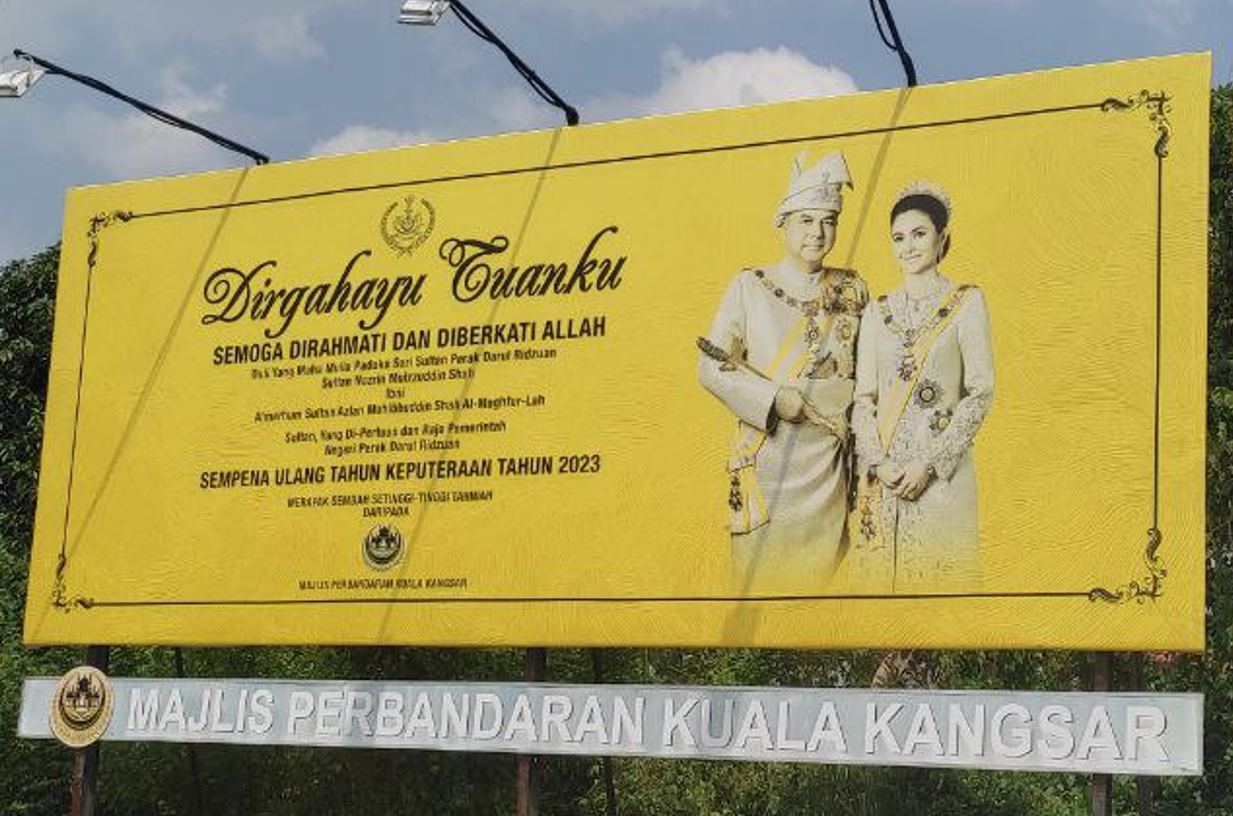 Dirgahayu Tuanku
SEMOGA DIRAHMATI DAN DIBERKATI ALLAH
Duli Yang Maha Mulia Paduka Seri Sultan Perak Darul Ridzuan
Sultan Nazrin Muizzuddin Shah
Ibni
Almarhum Sultan Azlan Muhibbuddin Shah Al-Maghfur-Lah
Sultan, Yang Di-Pertuan dan Raja Pemerintah
Negeri Perak Darul Ridzuan
SEMPENA ULANG TAHUN KEPUTERAAN TAHUN 2023
MERAFAK SEMBAH SETINGGI-TINGGI TAHNIAH
DARIPADA
MAJLIS PERBANDARAN KUALA KANGSAR
MAJLIS PERBANDARAN KUALA KANGSAR